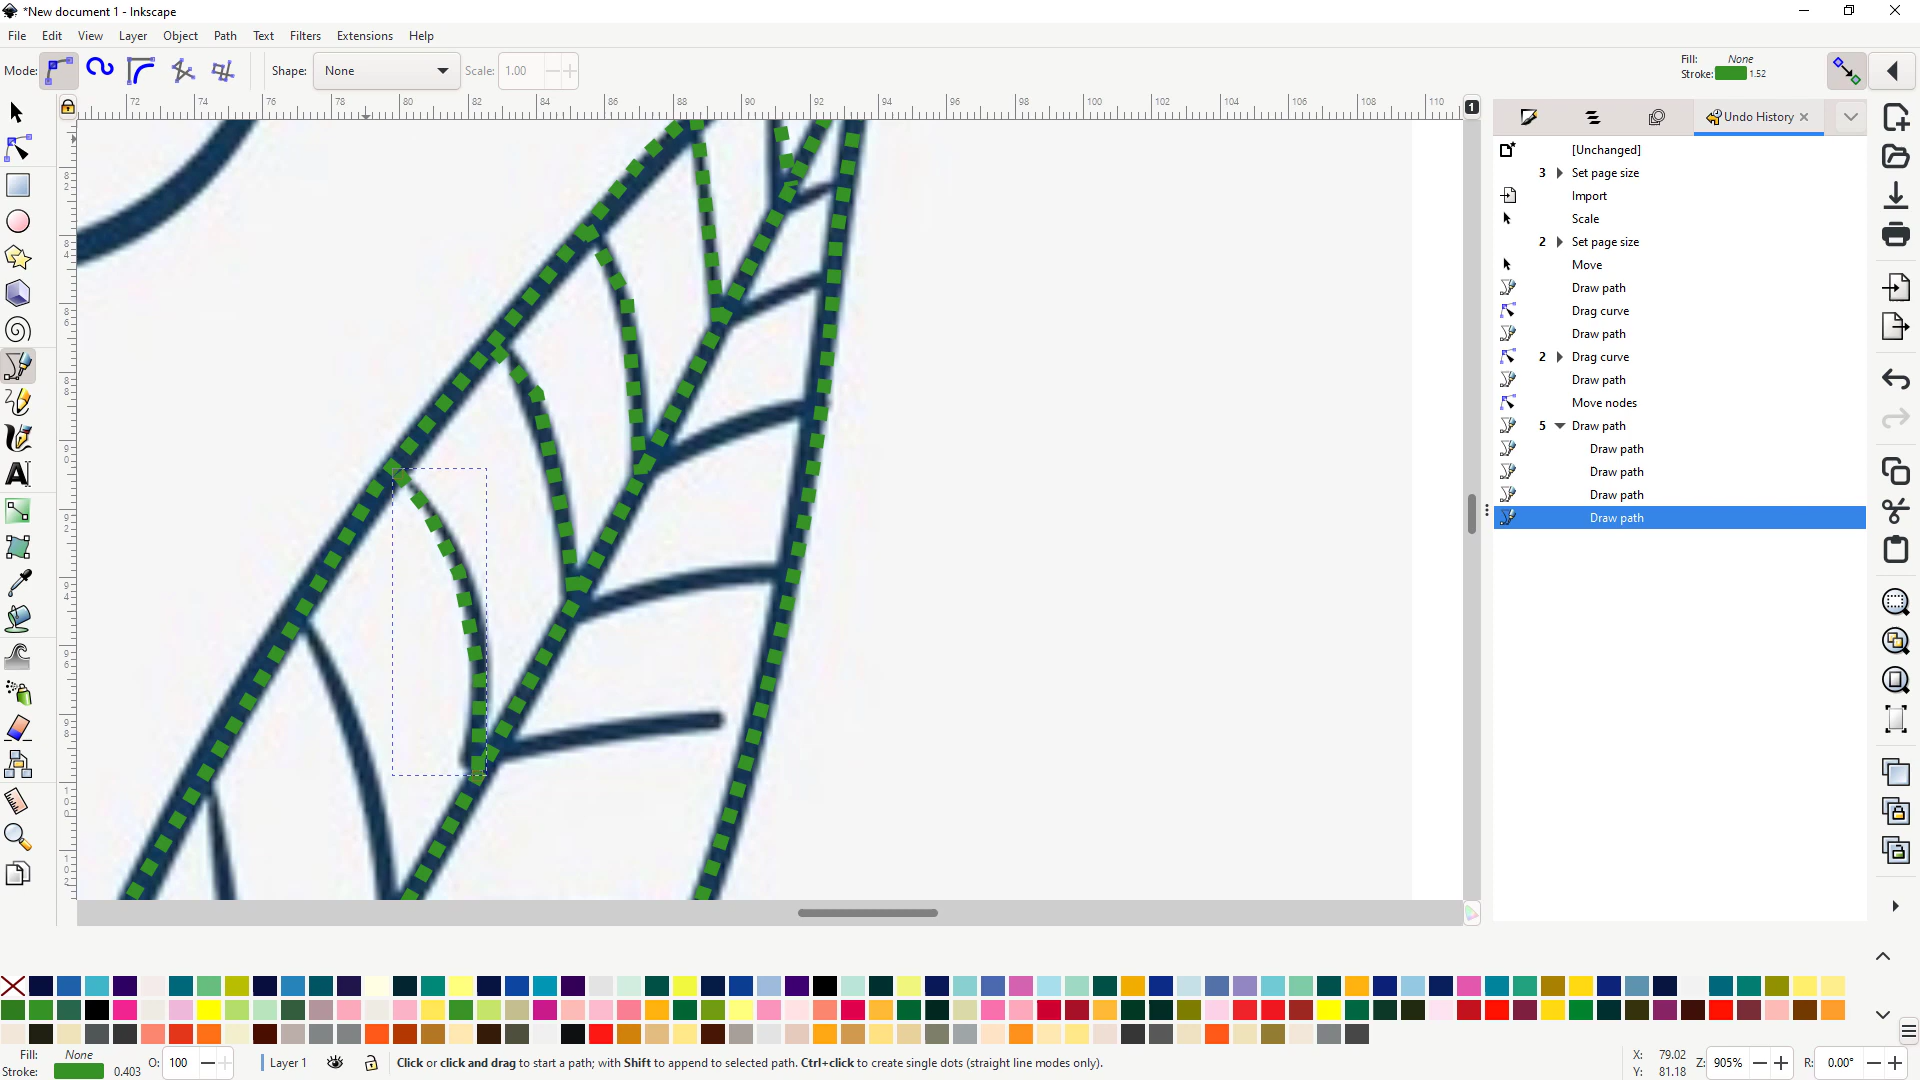 *New document 1 - Inkscape
File Edit View Layer Object Path Text Filters Extensions Help
Mode: Shape: None Scale: 1.00
Fill: None
Stroke: 1.52
72 74 76 78 80 82 84 86 88 90 92 94 96 98 100 102 104 106 108 110
1
Undo History
[Unchanged]
3 Set page size
Import
Scale
2 Set page size
Move
Draw path
Drag curve
Draw path
2 Drag curve
Draw path
Move nodes
5 Draw path
Draw path
Draw path
Draw path
Draw path
Fill: None
Stroke: 0.403
O: 100
Layer 1
Click or click and drag to start a path; with Shift to append to selected path. Ctrl+click to create single dots (straight line modes only).
X: 79.02
Y: 81.18
Z: 905%
R: 0.00°